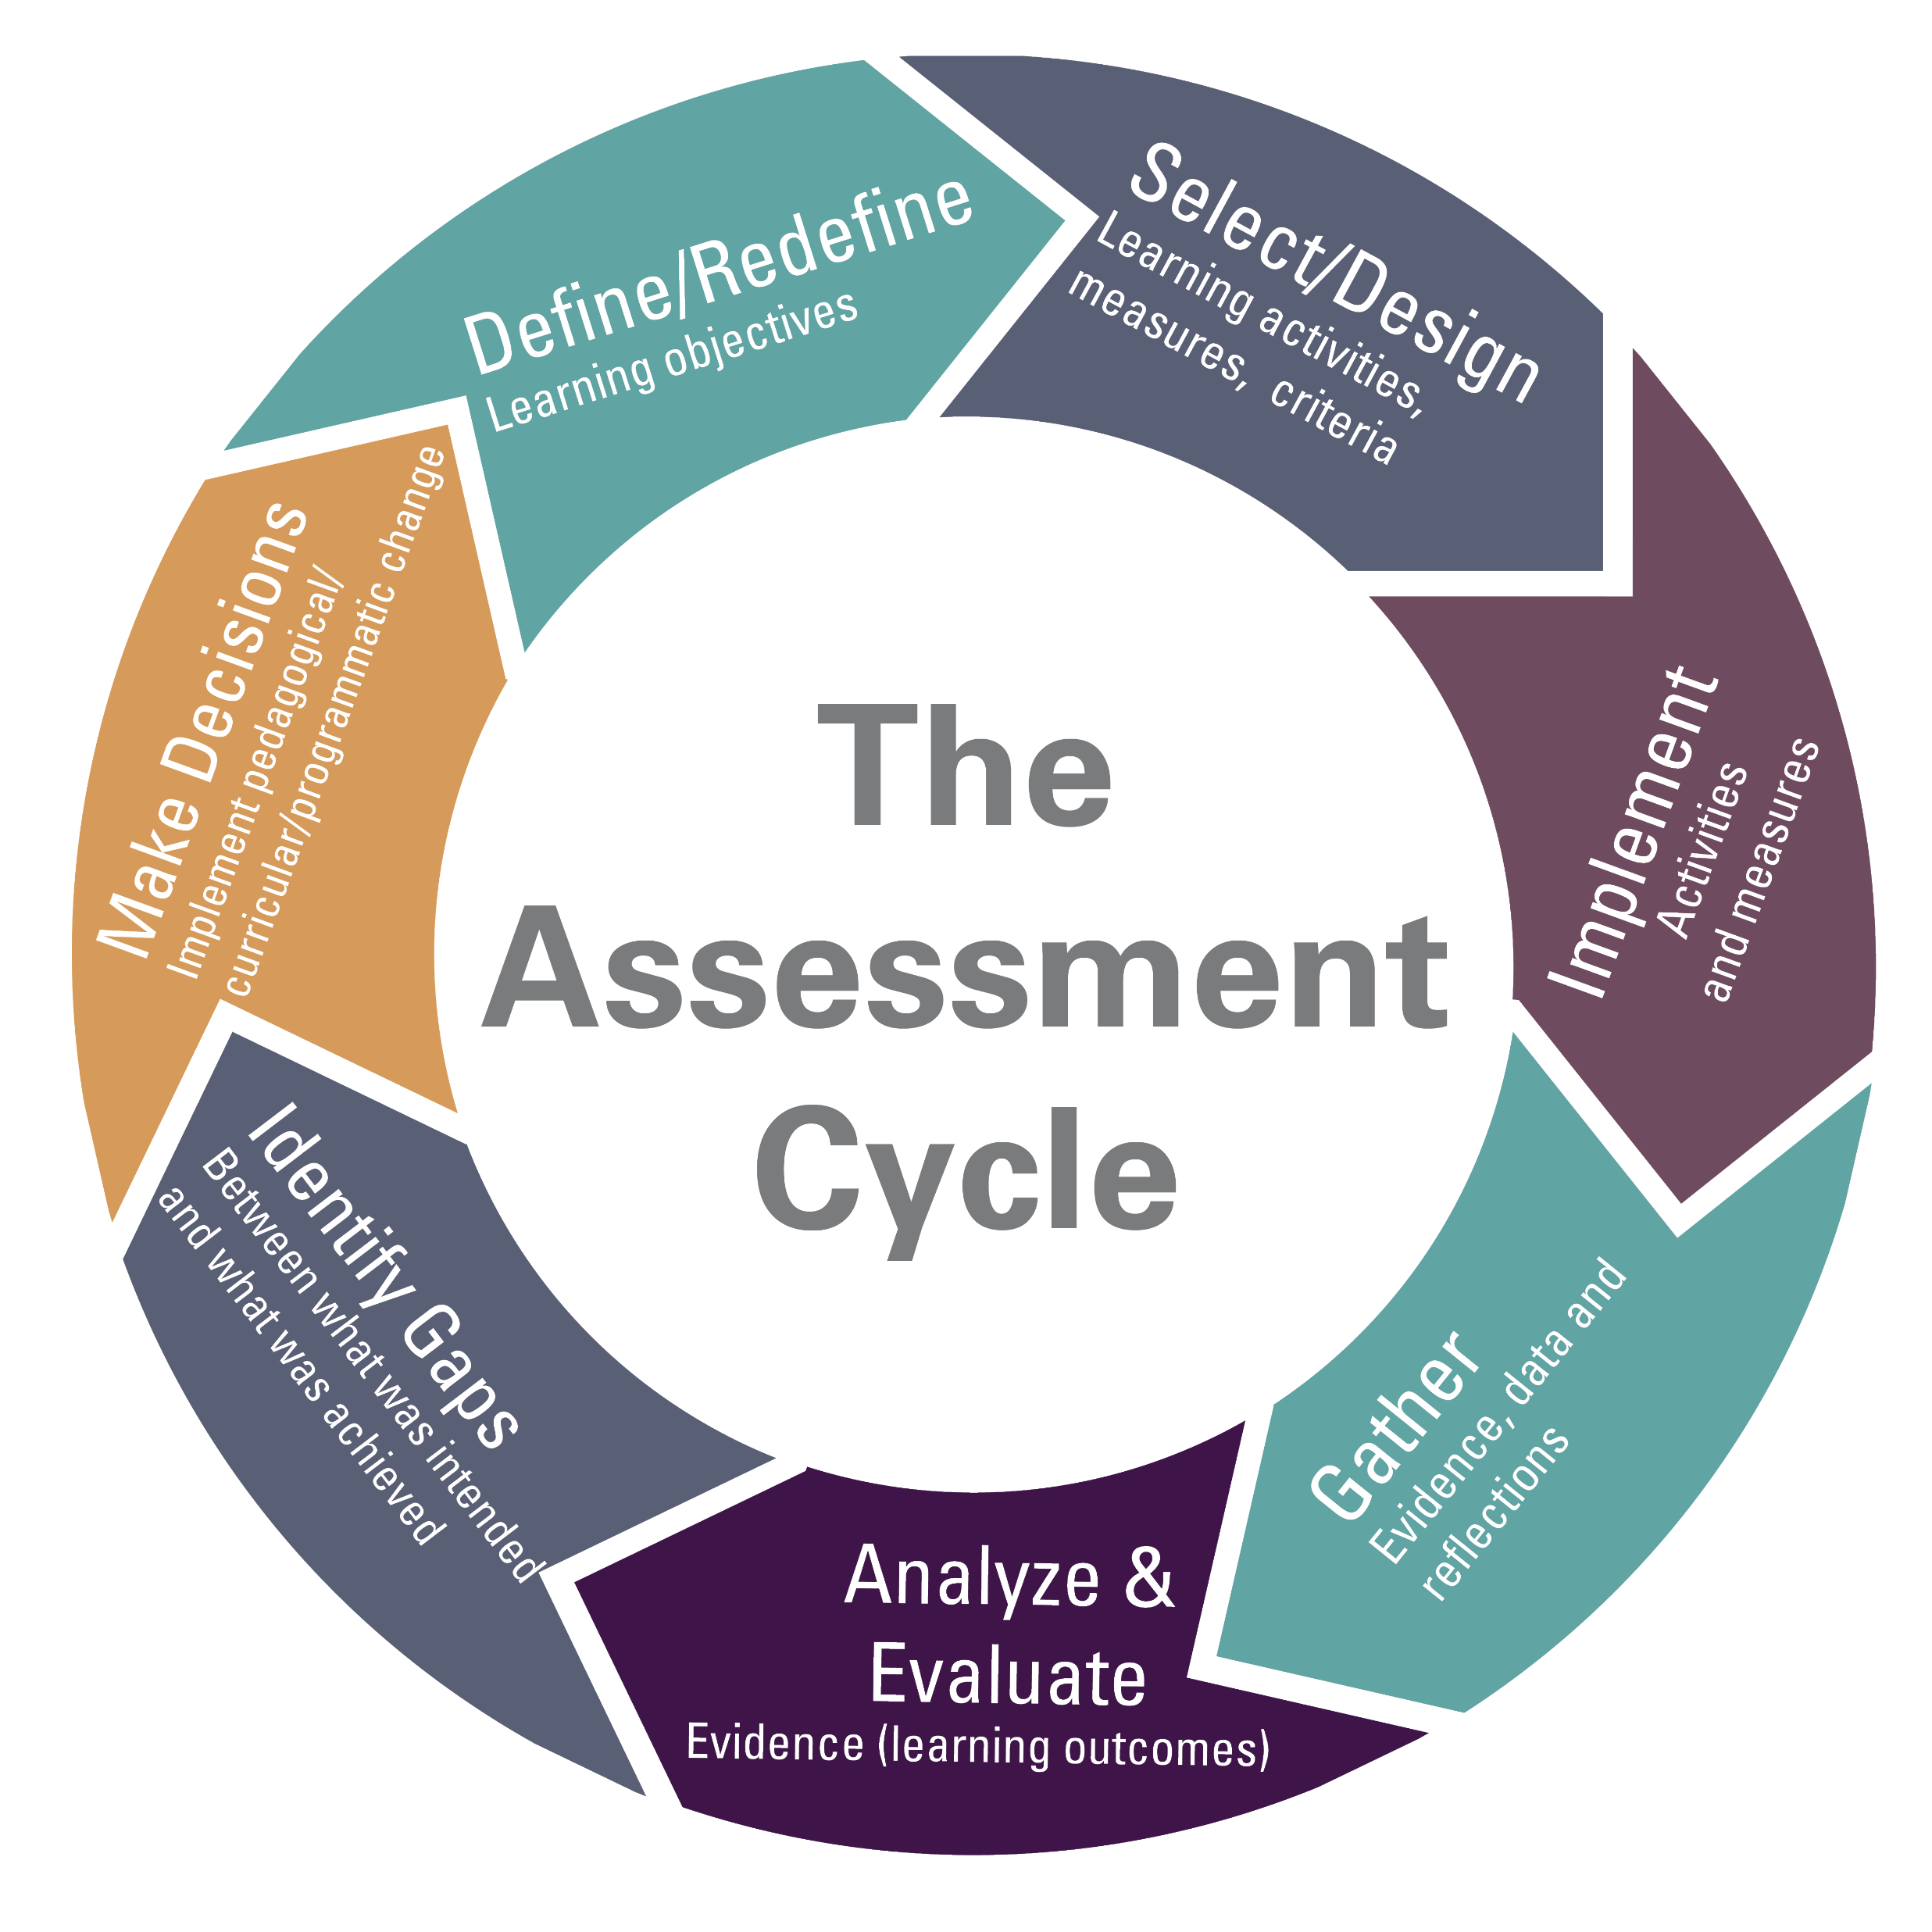 The
Assessment
Cycle
Define|Redefine
Learning objectives
Select/Design
Learning activities,
measures, criteria
Implement
Activities
and measures
Gather
Evidence, data and
reflections
Analyze &
Evaluate
Evidence (learning outcomes)
Identify Gaps
Between what was intended
and what was achieved
Make Decisions
Implement pedagogical/
curricular/programmatic change